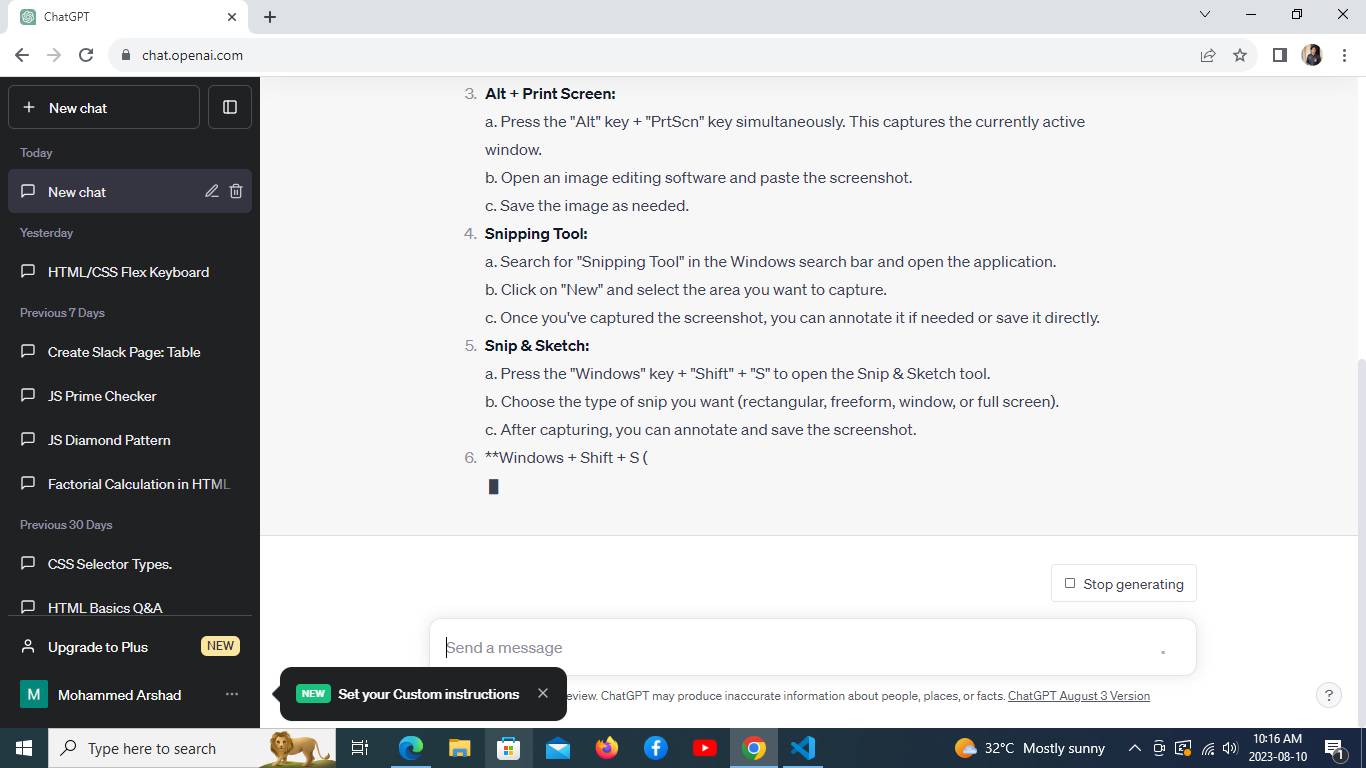 ChatGPT
chat.openai.com
New chat
Today
New chat
Yesterday
HTML/CSS Flex Keyboard
Previous 7 Days
Create Slack Page: Table
JS Prime Checker
JS Diamond Pattern
Factorial Calculation in HTML
Previous 30 Days
CSS Selector Types.
HTML Basics Q&A
Upgrade to Plus
NEW
M
Mohammed Arshad
3. Alt + Print Screen:
a. Press the "Alt" key + "PrtScn" key simultaneously. This captures the currently active
window.
b. Open an image editing software and paste the screenshot.
c. Save the image as needed.
4. Snipping Tool:
a. Search for "Snipping Tool" in the Windows search bar and open the application.
b. Click on "New" and select the area you want to capture.
c. Once you've captured the screenshot, you can annotate it if needed or save it directly.
5. Snip & Sketch:
a. Press the "Windows" key + "Shift" + "S" to open the Snip & Sketch tool.
b. Choose the type of snip you want (rectangular, freeform, window, or full screen).
c. After capturing, you can annotate and save the screenshot.
6. **Windows + Shift + S (
Stop generating
Send a message
NEW Set your Custom instructions
eview. ChatGPT may produce inaccurate information about people, places, or facts. ChatGPT August 3 Version
?
Type here to search
32°C Mostly sunny
10:16 AM
2023-08-10
1